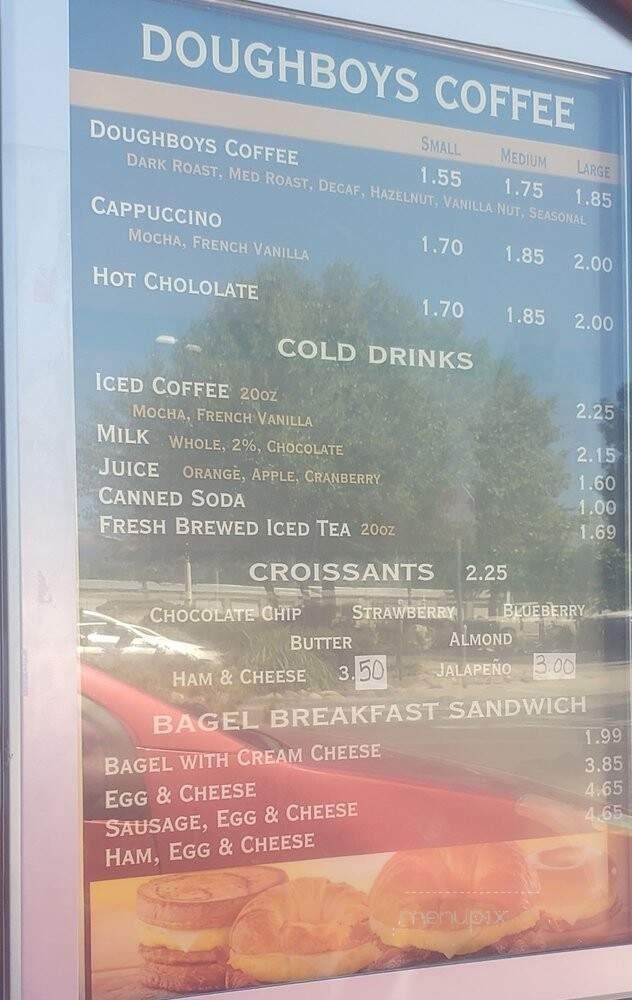 DOUGHBOYS COFFEE
SMALL MEDIUM LARGE
DOUGHBOYS COFFEE 1.55 1.75 1.85
DARK ROAST, MED ROAST, DECAF, HAZELNUT, VANILLA NUT, SEASONAL
CAPPUCCINO 1.70 1.85 2.00
MOCHA, FRENCH VANILLA
HOT CHOLOLATE 1.70 1.85 2.00
COLD DRINKS
ICED COFFEE 20OZ 2.25
MOCHA, FRENCH VANILLA
MILK WHOLE, 2%, CHOCOLATE 2.15
JUICE ORANGE, APPLE, CRANBERRY 1.60
CANNED SODA 1.00
FRESH BREWED ICED TEA 20OZ 1.69
CROISSANTS 2.25
CHOCOLATE CHIP STRAWBERRY BLUEBERRY
BUTTER ALMOND
HAM & CHEESE 3.50 JALAPEÑO 3.00
BAGEL BREAKFAST SANDWICH
BAGEL WITH CREAM CHEESE 1.99
EGG & CHEESE 3.85
SAUSAGE, EGG & CHEESE 4.65
HAM, EGG & CHEESE 4.65
menupix